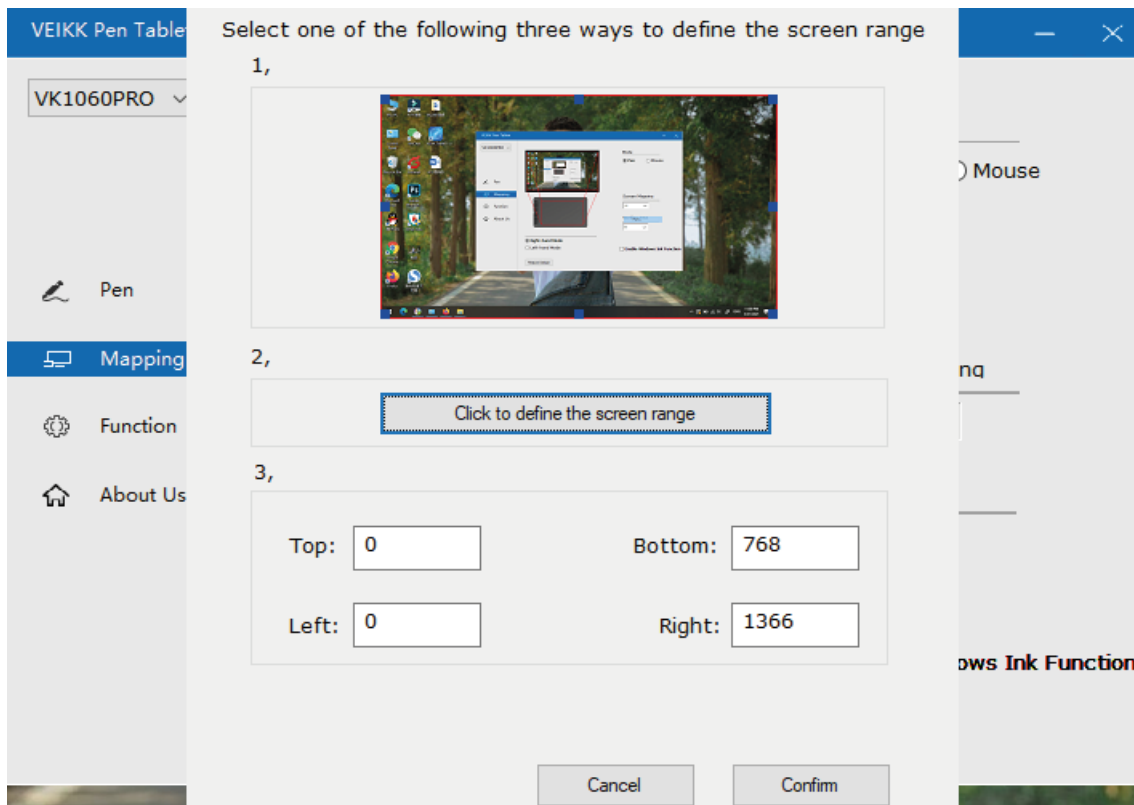 VEIKK Pen Table
Select one of the following three ways to define the screen range
VK1060PRO
1,
Mouse
Pen
Mapping
2,
Click to define the screen range
Function
3,
About Us
Top: 0
Bottom: 768
Left: 0
Right: 1366
ows Ink Function
Cancel
Confirm